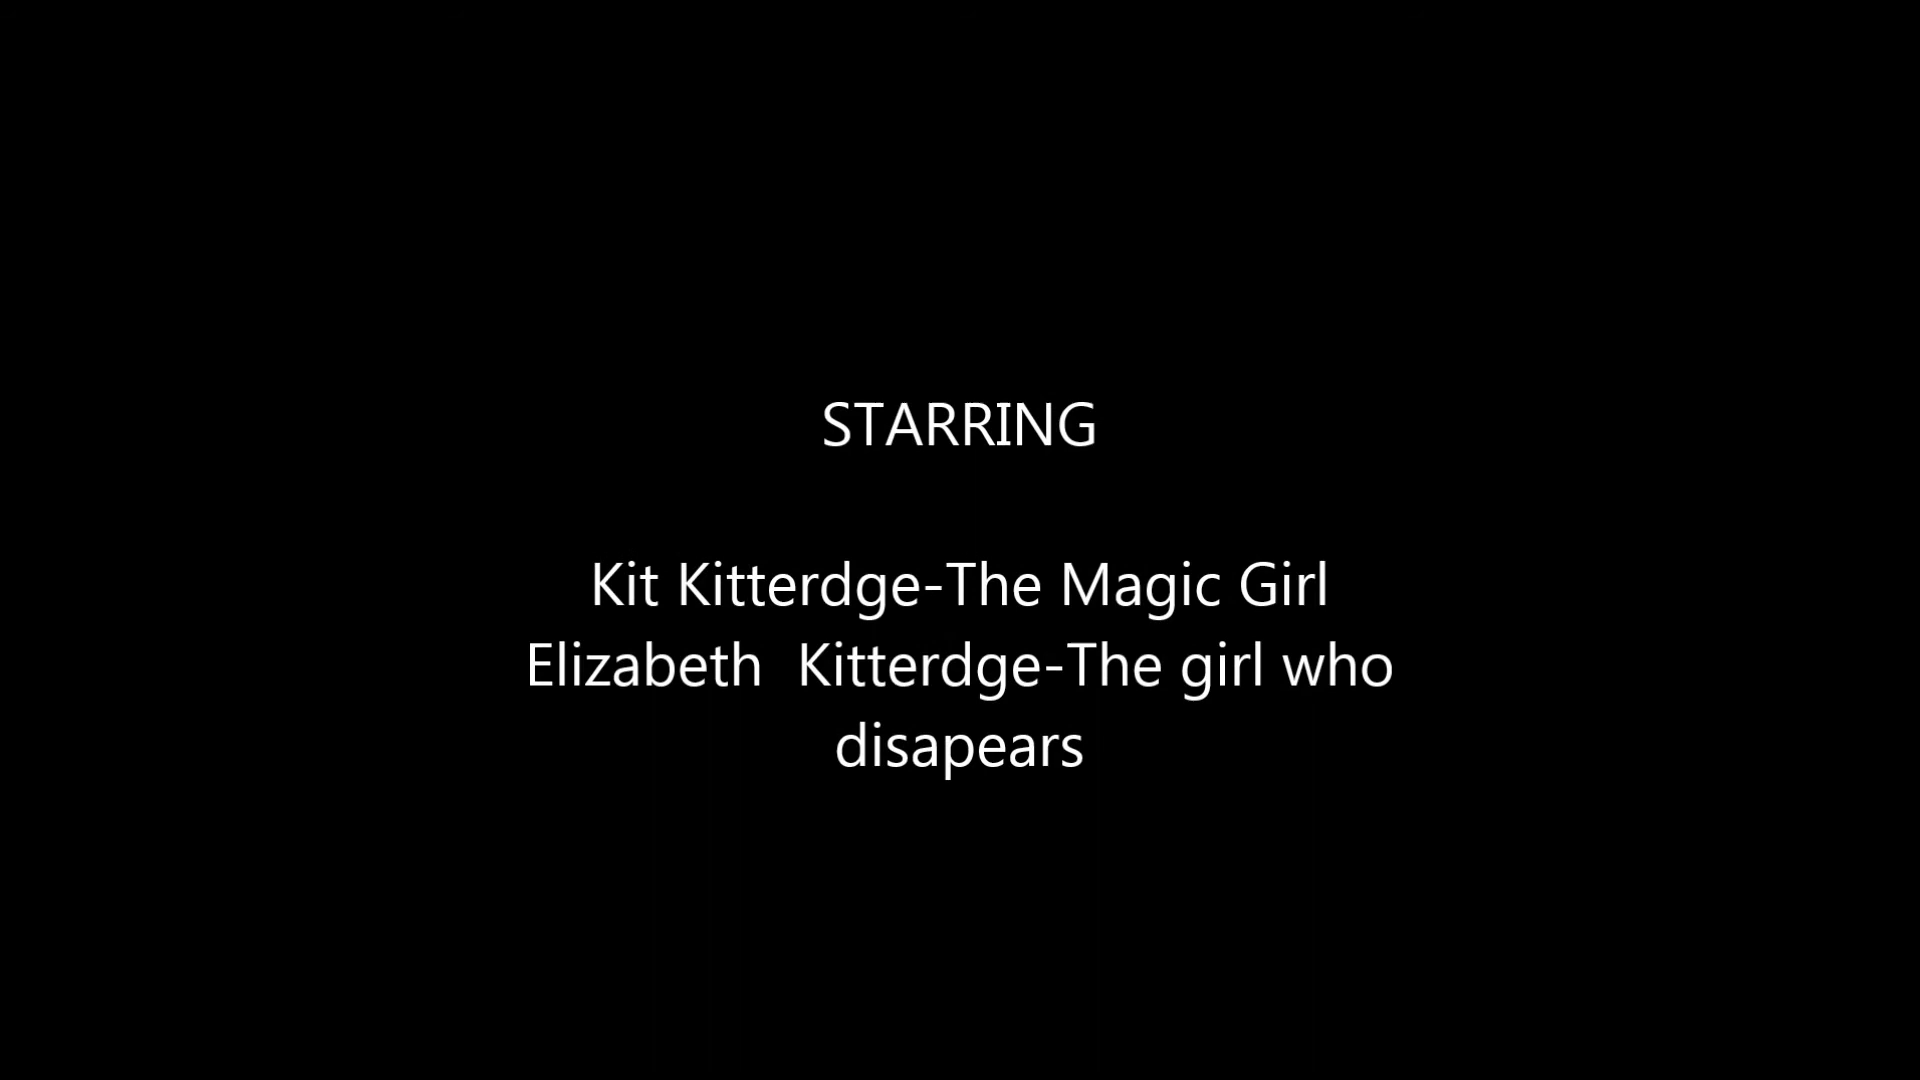 STARRING
Kit Kitterdge-The Magic Girl
Elizabeth  Kitterdge-The girl who
disapears